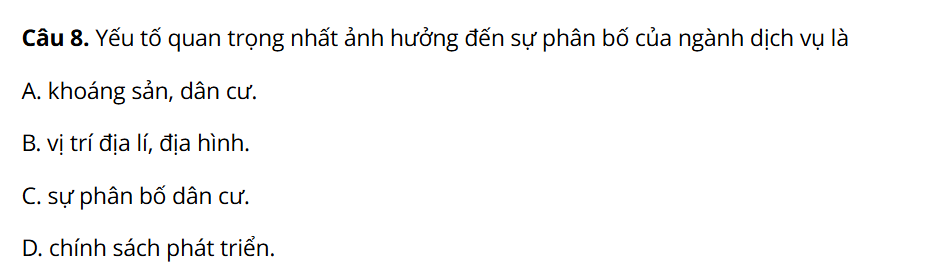 Câu 8. Yếu tố quan trọng nhất ảnh hưởng đến sự phân bố của ngành dịch vụ là
A. khoáng sản, dân cư.
B. vị trí địa lí, địa hình.
C. sự phân bố dân cư.
D. chính sách phát triển.